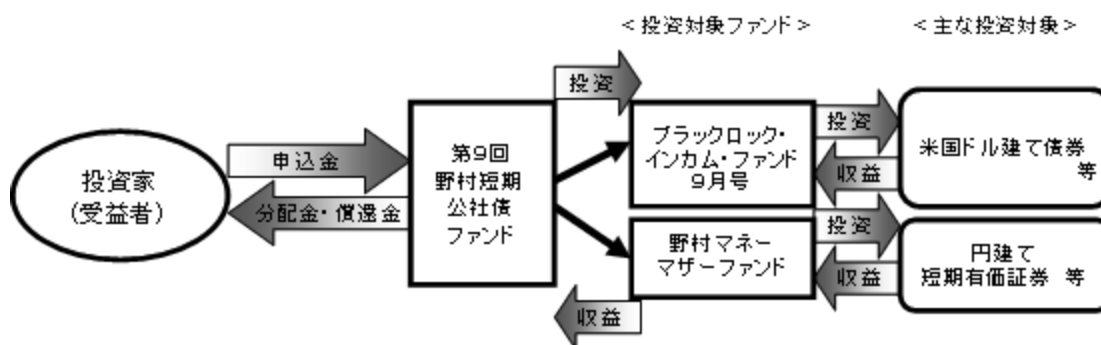 ＜投資対象ファンド＞
＜主な投資対象＞
投資
投資家
(受益者)
申込金
分配金・償還金
第9回
野村短期
公社債
ファンド
ブラックロック・
インカム・ファンド
9月号
投資
収益
米国ドル建て債券
等
野村マネー
マザーファンド
投資
収益
円建て
短期有価証券 等
収益